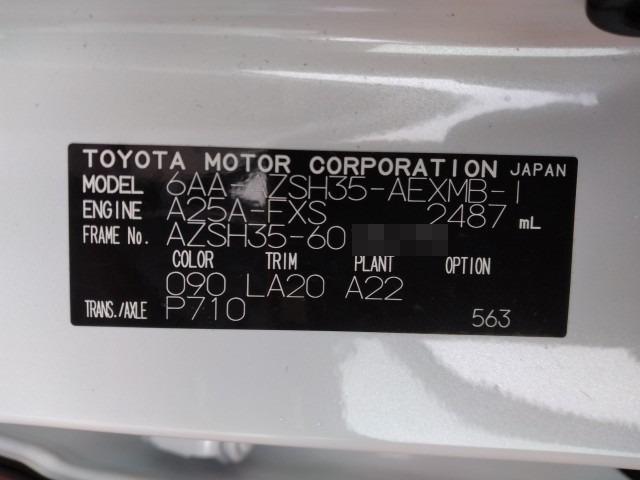 TOYOTA MOTOR CORPORATION JAPAN
MODEL 6AA-AZSH35-AEXMB-I
ENGINE A25A-FXS 2487 mL
FRAME No. AZSH35-60
COLOR TRIM PLANT OPTION
090 LA20 A22
TRANS./AXLE P710 563